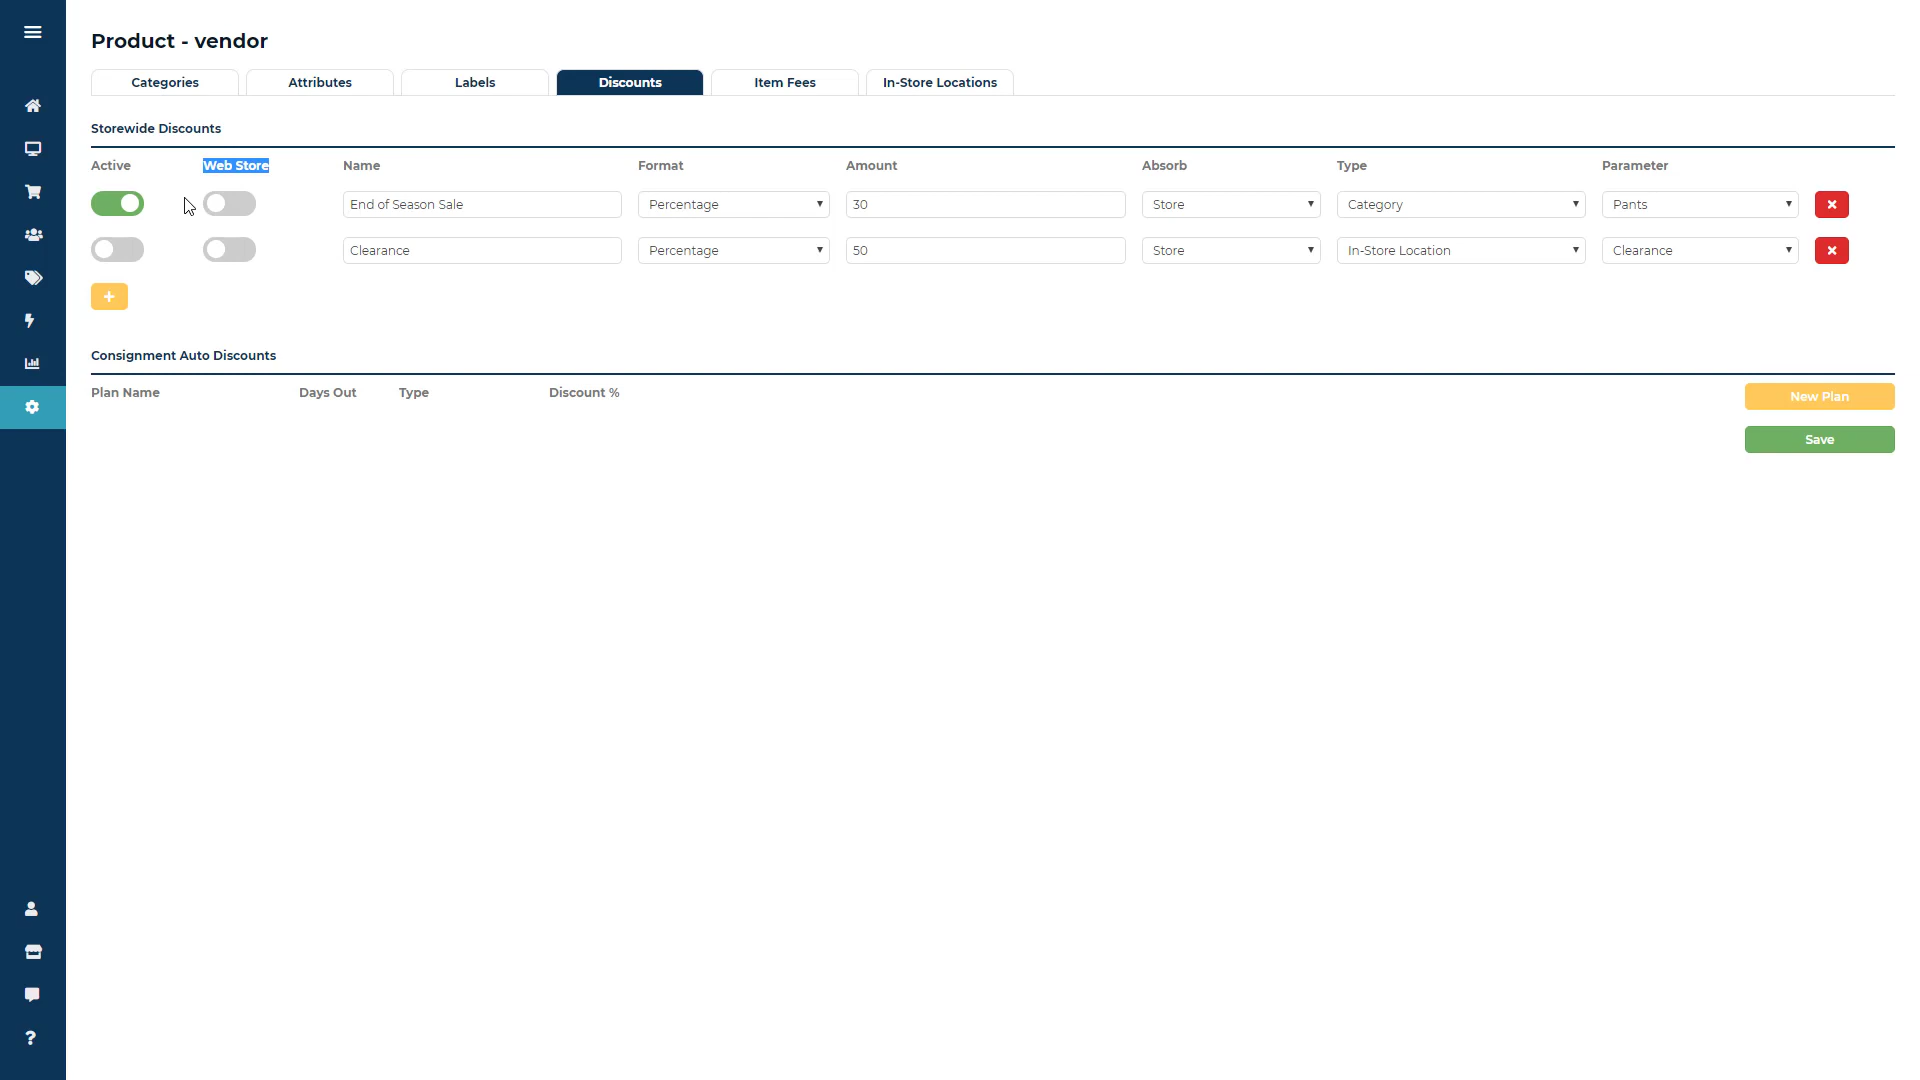 Product - vendor
Categories Attributes Labels Discounts Item Fees In-Store Locations
Storewide Discounts
Active Web Store Name Format Amount Absorb Type Parameter
End of Season Sale Percentage 30 Store Category Pants
Clearance Percentage 50 Store In-Store Location Clearance
Consignment Auto Discounts
Plan Name Days Out Type Discount % New Plan
Save